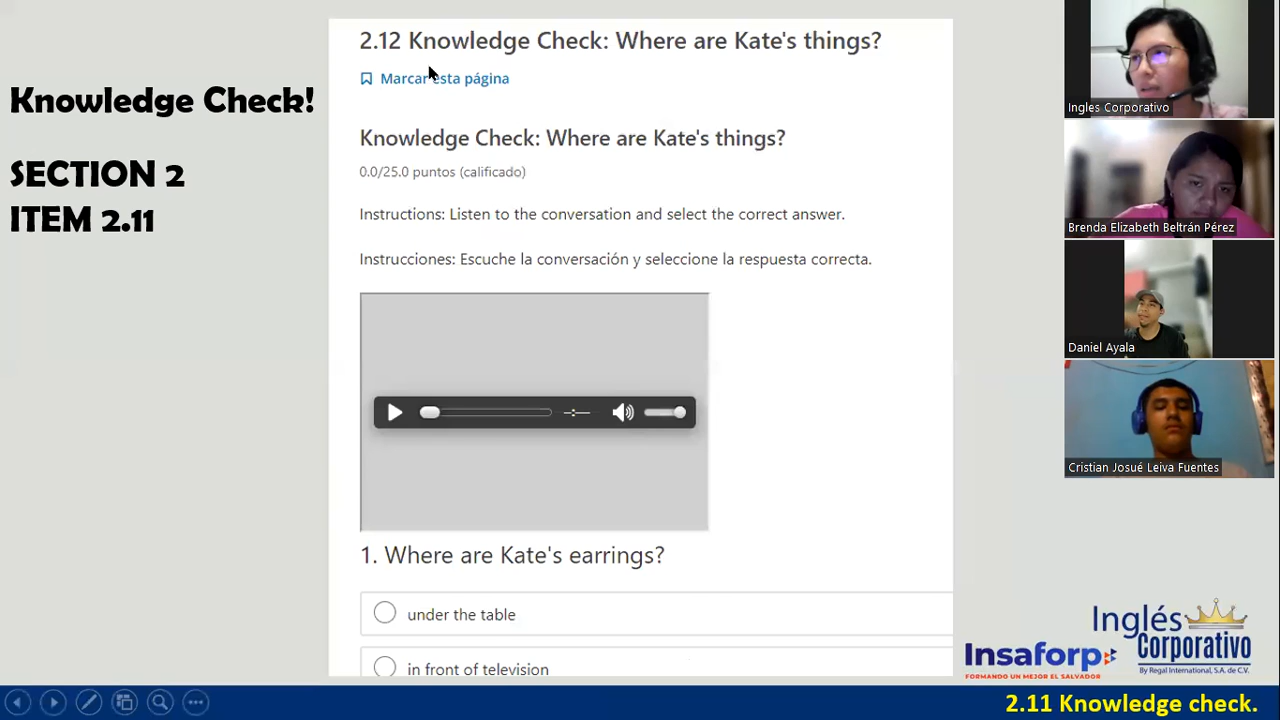 Knowledge Check!
SECTION 2
ITEM 2.11
2.12 Knowledge Check: Where are Kate's things?
Marcar esta página
Knowledge Check: Where are Kate's things?
0.0/25.0 puntos (calificado)
Instructions: Listen to the conversation and select the correct answer.
Instrucciones: Escuche la conversación y seleccione la respuesta correcta.
1. Where are Kate's earrings?
under the table
in front of television
Ingles Corporativo
Brenda Elizabeth Beltrán Pérez
Daniel Ayala
Cristian Josué Leiva Fuentes
Insaforp
FORMANDO UN MEJOR EL SALVADOR
Inglés
Corporativo
By Regal International, S.A. de C.V.
2.11 Knowledge check.